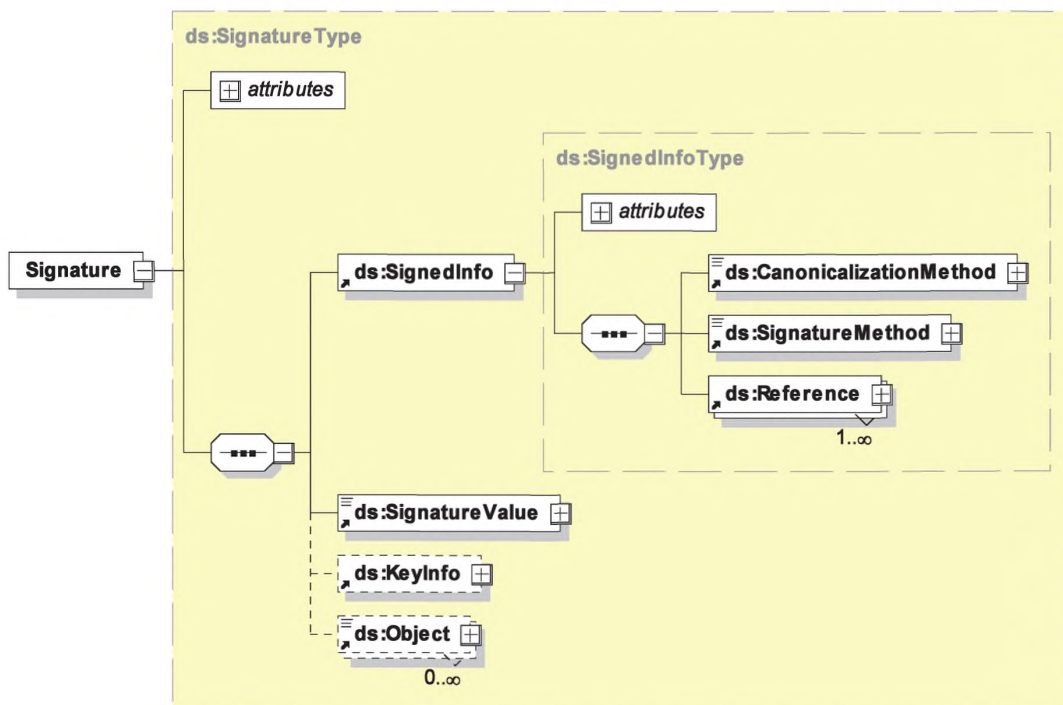 ds:SignatureType
attributes
ds:SignedInfoType
attributes
Signature
ds:SignedInfo
ds:CanonicalizationMethod
ds:SignatureMethod
ds:Reference
1..∞
ds:SignatureValue
ds:KeyInfo
ds:Object
0..∞